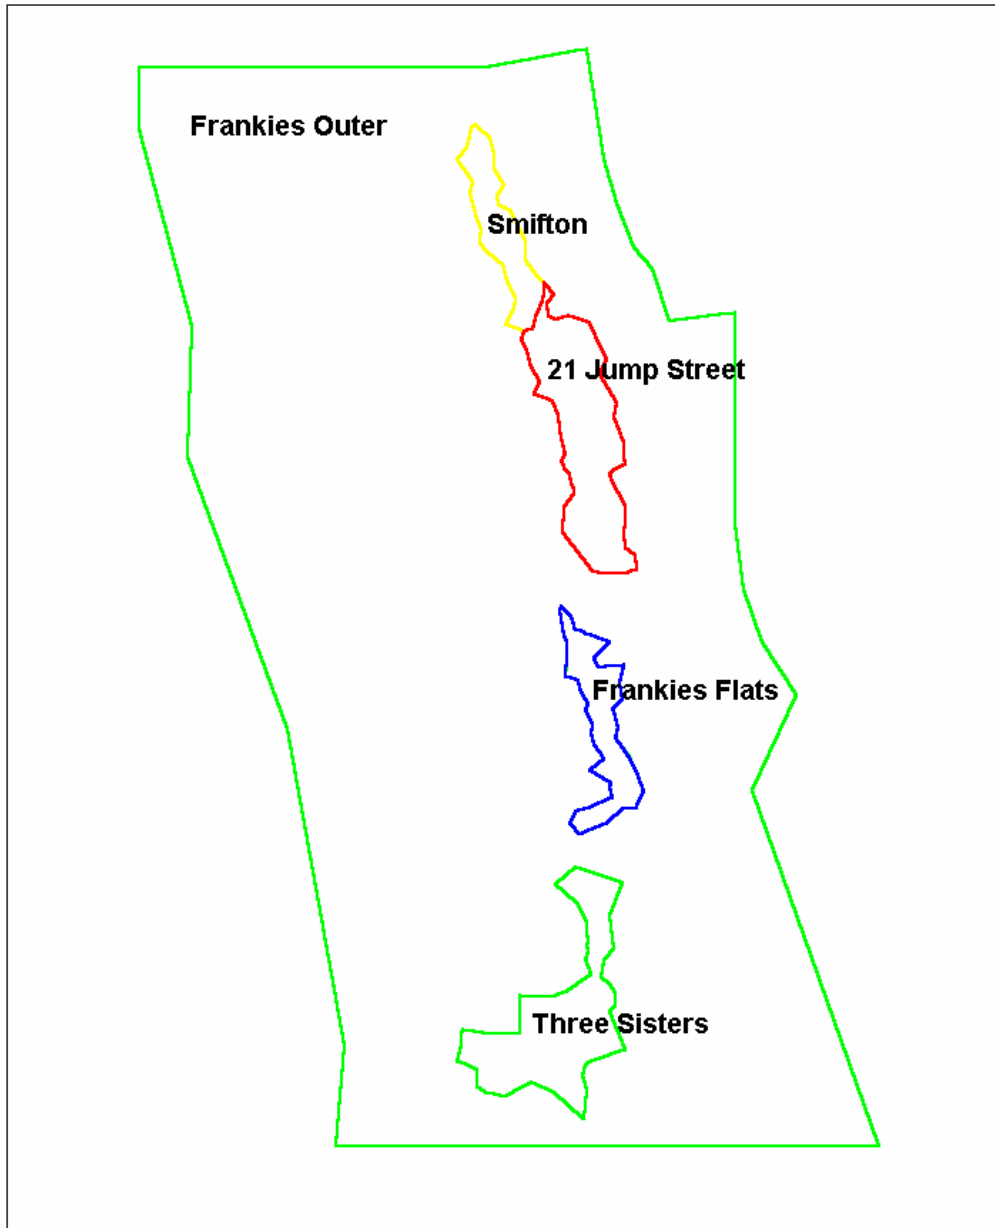 Frankies Outer
Smifton
21 Jump Street
Frankies Flats
Three Sisters